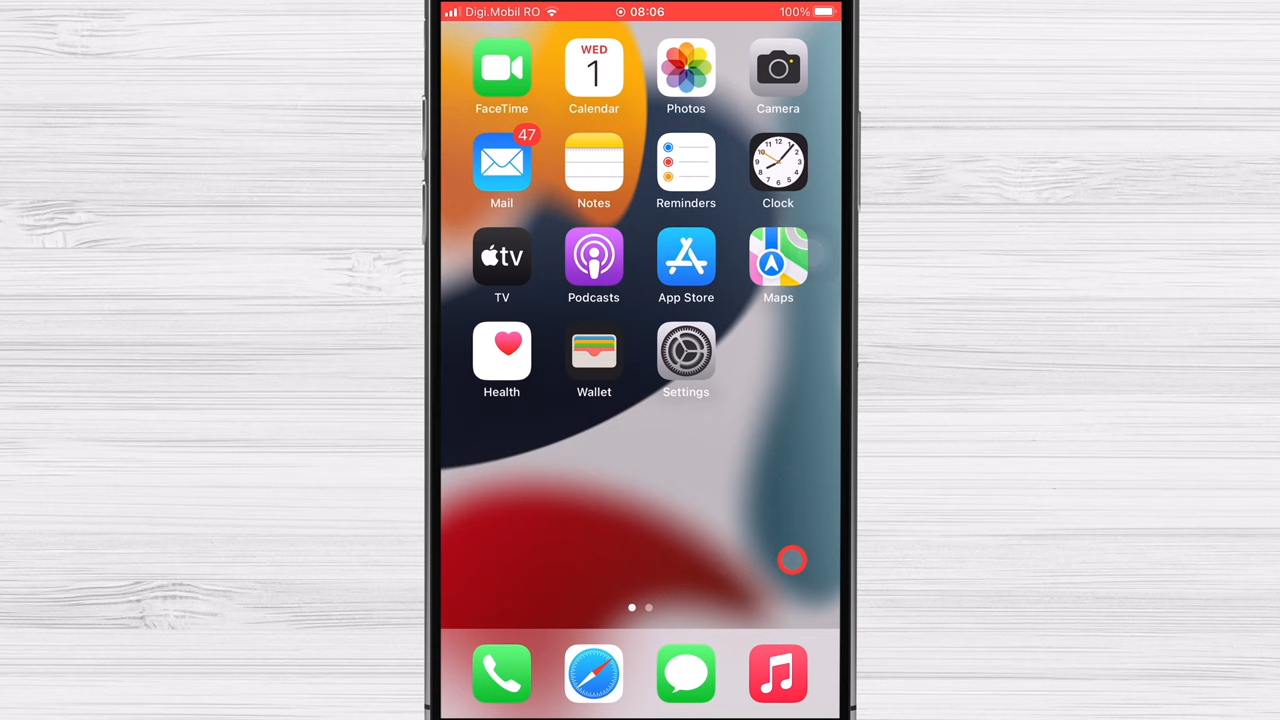 Digi.Mobil RO 08:06 100%
WED
1
FaceTime Calendar Photos Camera
47
Mail Notes Reminders Clock
tv
TV Podcasts App Store Maps
Health Wallet Settings